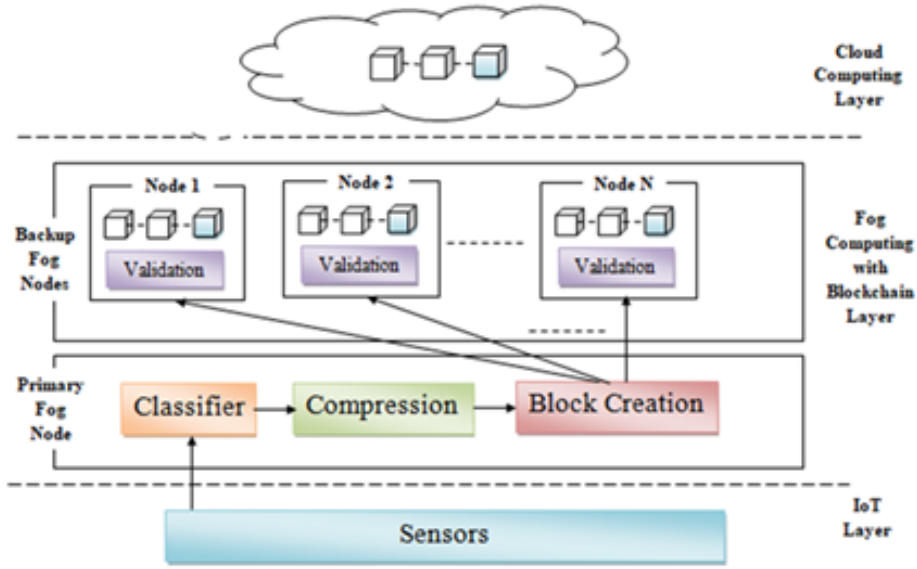 Cloud
Computing
Layer
Node 1
Node 2
Node N
Validation
Validation
Validation
Backup
Fog
Nodes
Fog
Computing
with
Blockchain
Layer
Primary
Fog
Node
Classifier
Compression
Block Creation
IoT
Layer
Sensors